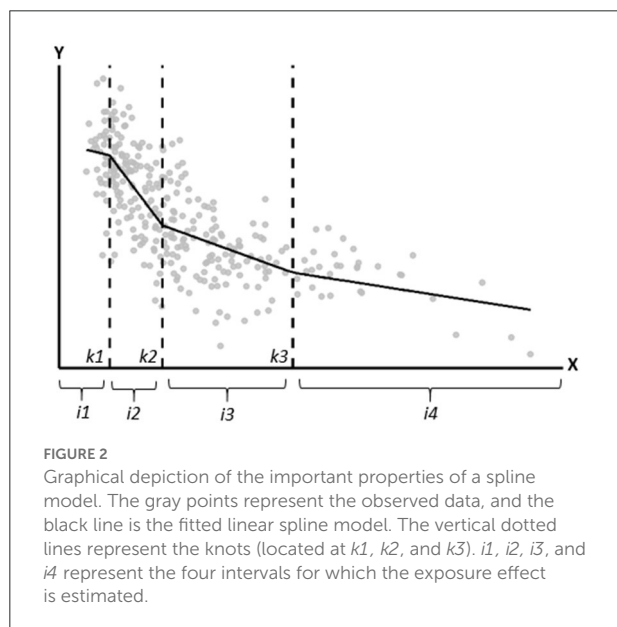 Y
k1 k2 k3
X
i1 i2 i3 i4
FIGURE 2
Graphical depiction of the important properties of a spline
model. The gray points represent the observed data, and the
black line is the fitted linear spline model. The vertical dotted
lines represent the knots (located at k1, k2, and k3). i1, i2, i3, and
i4 represent the four intervals for which the exposure effect
is estimated.